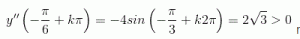 y″(−π/6 + kπ) = −4sin(−π/3 + k2π) = 2√3 > 0